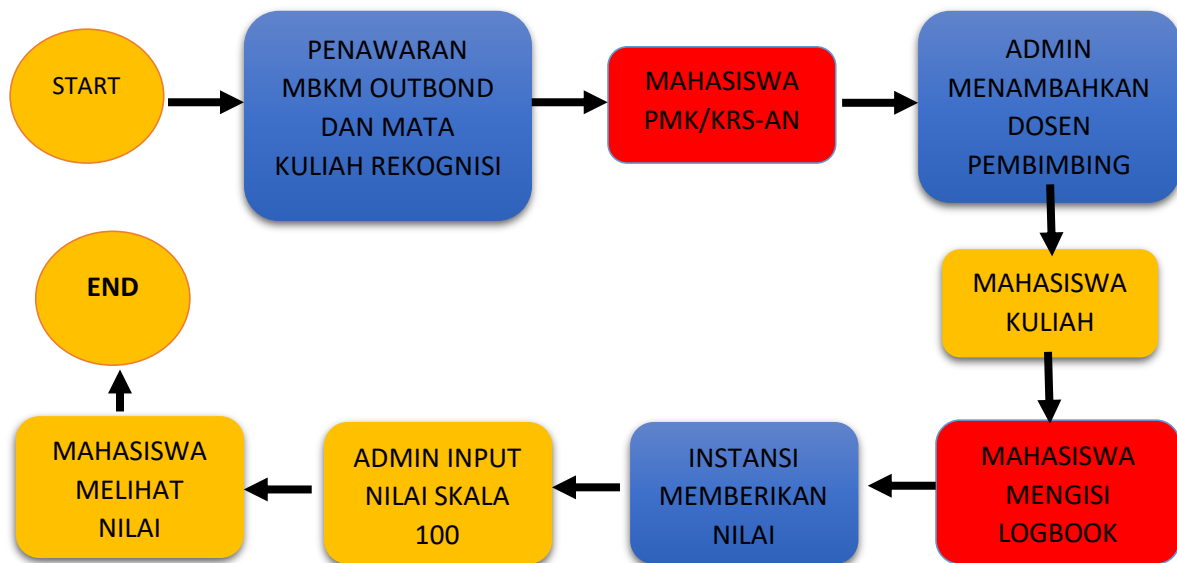 START
PENAWARAN
MBKM OUTBOND
DAN MATA
KULIAH REKOGNISI
MAHASISWA
PMK/KRS-AN
ADMIN
MENAMBAHKAN
DOSEN
PEMBIMBING
MAHASISWA
KULIAH
MAHASISWA
MENGISI
LOGBOOK
INSTANSI
MEMBERIKAN
NILAI
ADMIN INPUT
NILAI SKALA
100
MAHASISWA
MELIHAT
NILAI
END